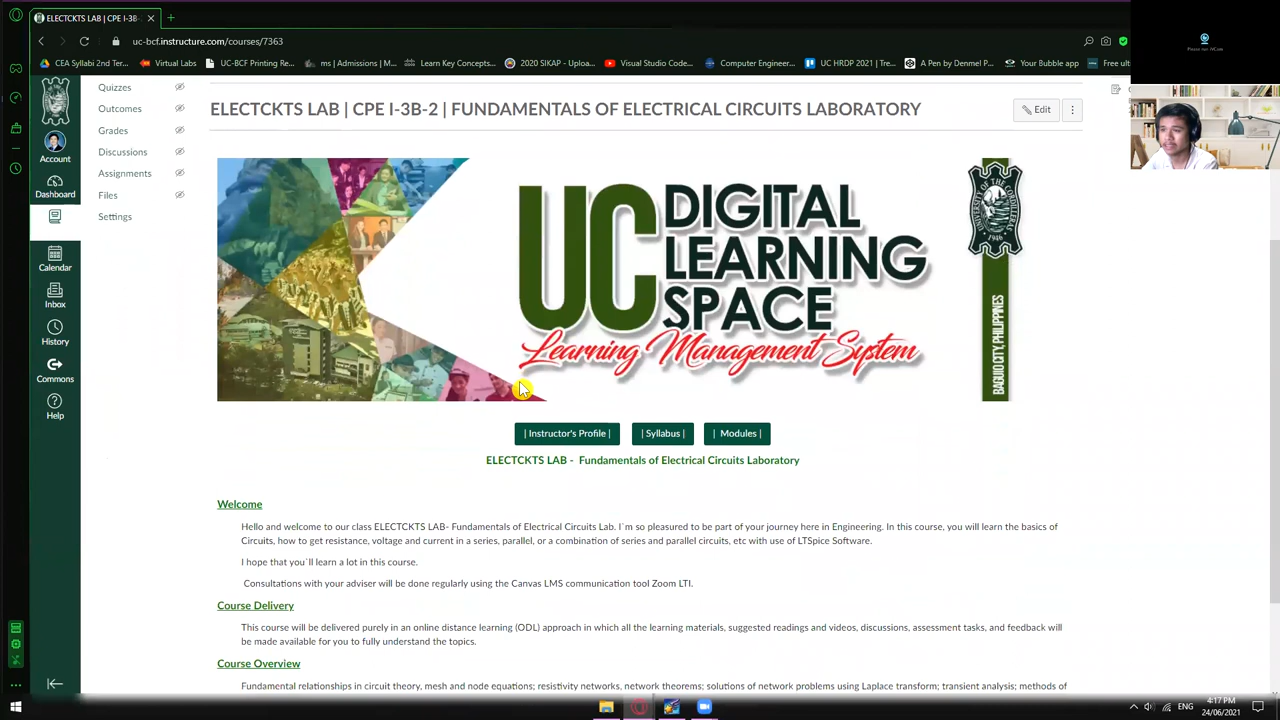 ELECTCKTS LAB | CPE I-3B
uc-bcf.instructure.com/courses/7363
CEA Syllabi 2nd Ter...
Virtual Labs
UC-BCF Printing Re...
ms | Admissions | M...
Learn Key Concepts...
2020 SIKAP - Uploa...
Visual Studio Code...
Computer Engineer...
UC HRDP 2021 | Tre...
A Pen by Denmel P...
Your Bubble app
Free ult
Quizzes
Outcomes
Grades
Discussions
Assignments
Files
Settings
Account
Dashboard
Calendar
Inbox
History
Commons
Help
ELECTCKTS LAB | CPE I-3B-2 | FUNDAMENTALS OF ELECTRICAL CIRCUITS LABORATORY
Edit
UC DIGITAL
LEARNING
SPACE
Learning Management System
UNIVERSITY OF THE CORDILLERAS
1946
BAGUIO CITY, PHILIPPINES
| Instructor's Profile |
| Syllabus |
| Modules |
ELECTCKTS LAB - Fundamentals of Electrical Circuits Laboratory
Welcome
Hello and welcome to our class ELECTCKTS LAB- Fundamentals of Electrical Circuits Lab. I`m so pleasured to be part of your journey here in Engineering. In this course, you will learn the basics of
Circuits, how to get resistance, voltage and current in a series, parallel, or a combination of series and parallel circuits, etc with use of LTSpice Software.
I hope that you`ll learn a lot in this course.
Consultations with your adviser will be done regularly using the Canvas LMS communication tool Zoom LTI.
Course Delivery
This course will be delivered purely in an online distance learning (ODL) approach in which all the learning materials, suggested readings and videos, discussions, assessment tasks, and feedback will
be made available for you to fully understand the topics.
Course Overview
Fundamental relationships in circuit theory, mesh and node equations; resistivity networks, network theorems; solutions of network problems using Laplace transform; transient analysis; methods of
ENG
4:17 PM
24/06/2021